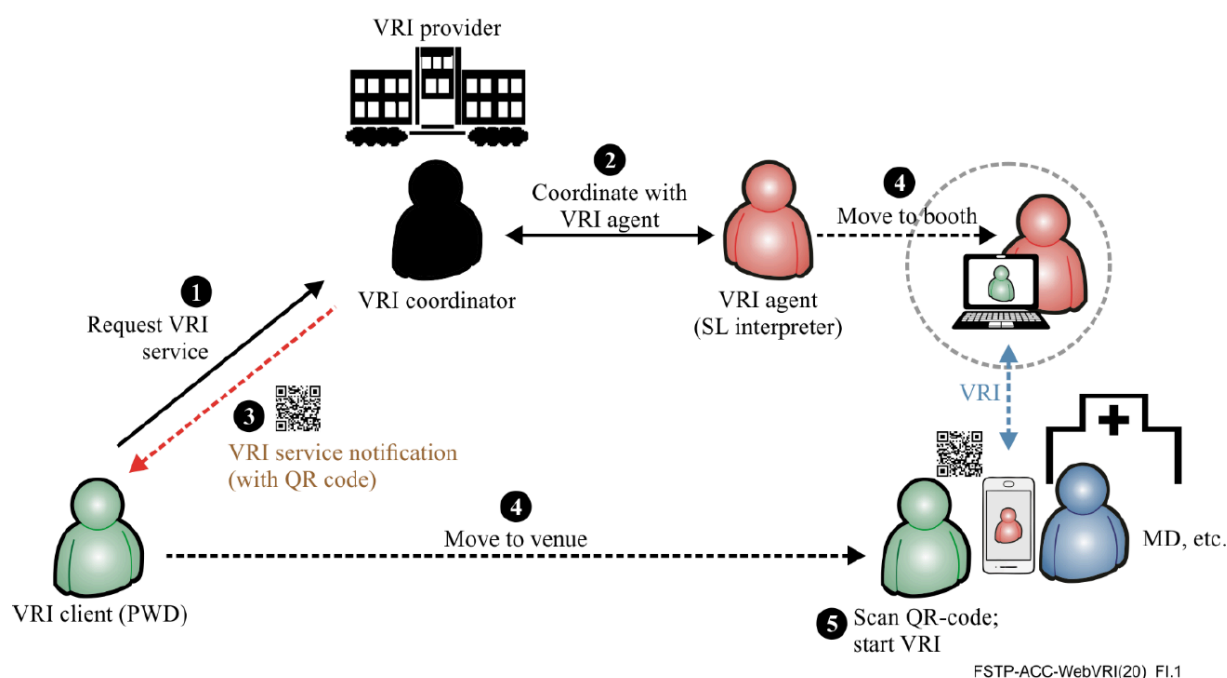 VRI provider
2
Coordinate with
VRI agent
4
Move to booth
VRI coordinator
VRI agent
(SL interpreter)
1
Request VRI
service
3
VRI service notification
(with QR code)
VRI
4
Move to venue
MD, etc.
VRI client (PWD)
5 Scan QR-code;
start VRI
FSTP-ACC-WebVRI(20)_FI.1